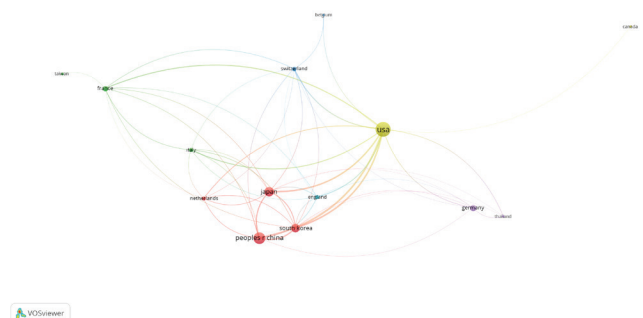 belgium
canada
switzerland
taiwan
france
usa
italy
japan
netherlands
england
germany
thailand
south korea
peoples r china
VOSviewer